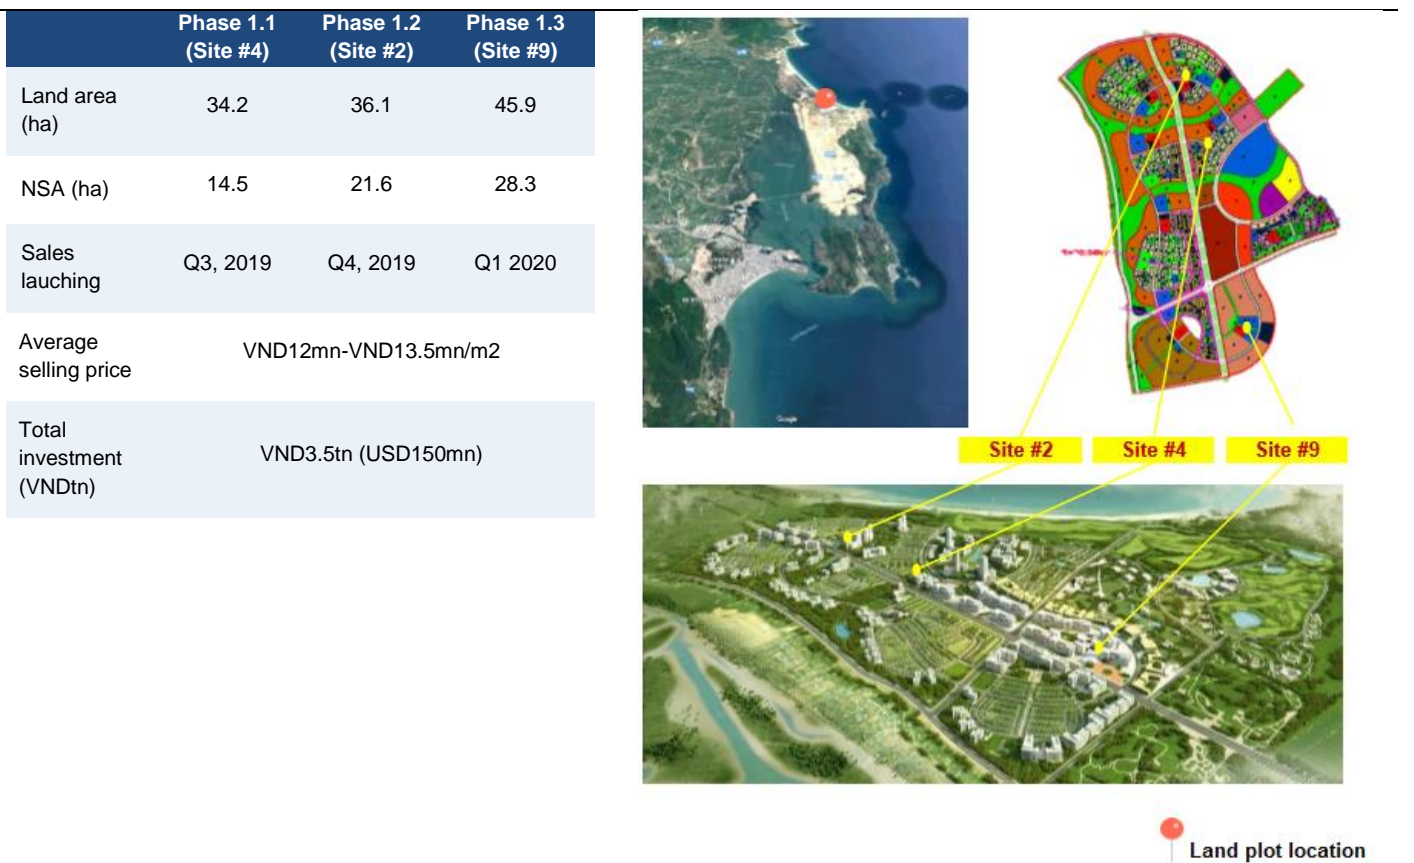 Phase 1.1 Phase 1.2 Phase 1.3
(Site #4) (Site #2) (Site #9)
Land area
(ha)
34.2 36.1 45.9
NSA (ha) 14.5 21.6 28.3
Sales
lauching
Q3, 2019 Q4, 2019 Q1 2020
Average
selling price
VND12mn-VND13.5mn/m2
Total
investment
(VNDtn)
VND3.5tn (USD150mn)
Google
Site #2 Site #4 Site #9
Land plot location